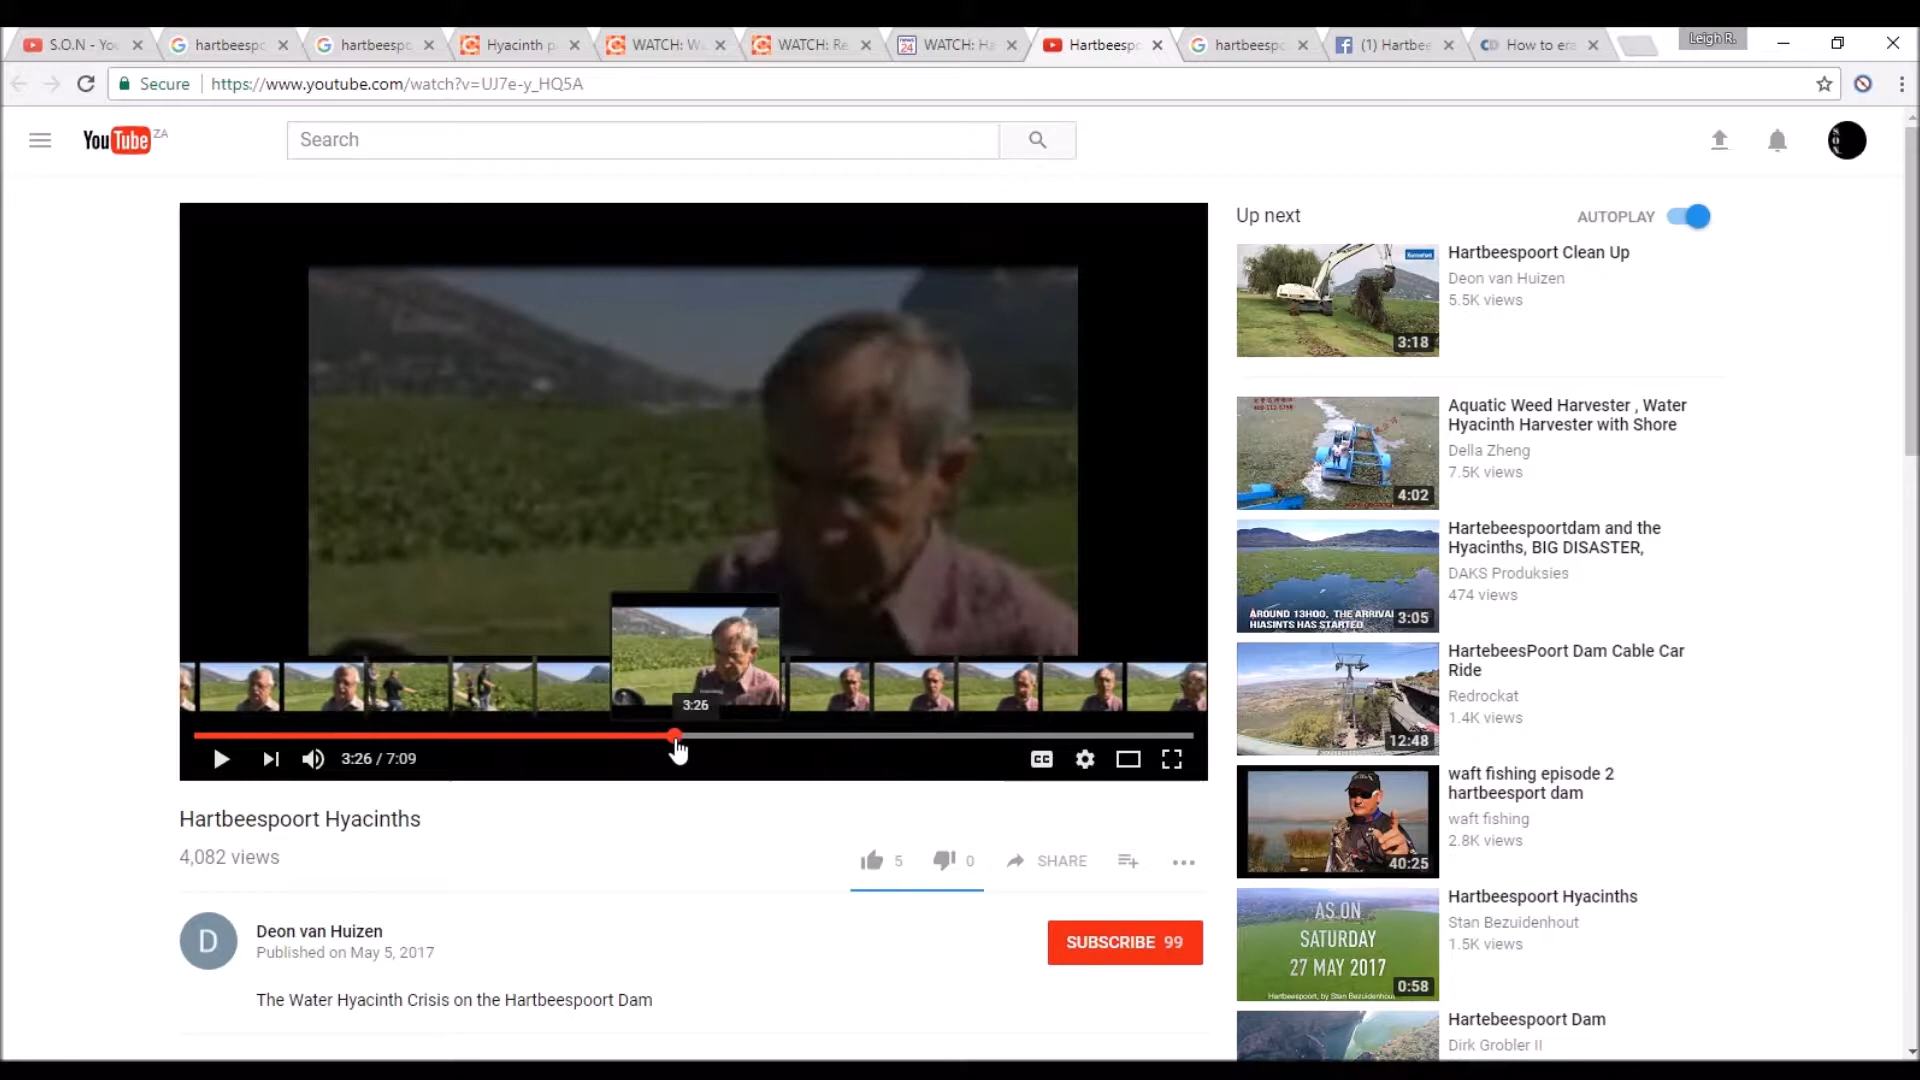 S.O.N - Yo
hartbeesp
hartbeesp
Hyacinth p
WATCH: W
WATCH: Re
WATCH: Ha
Hartbeesp
hartbeesp
(1) Hartbee
How to era
Leigh R.
Secure
https://www.youtube.com/watch?v=UJ7e-y_HQ5A
YouTube ZA
Search
Up next
AUTOPLAY
Hartbeespoort Clean Up
Deon van Huizen
5.5K views
3:18
Aquatic Weed Harvester , Water
Hyacinth Harvester with Shore
Della Zheng
7.5K views
4:02
Hartebeespoortdam and the
Hyacinths, BIG DISASTER,
DAKS Produksies
474 views
AROUND 13H00, THE ARRIVAL
HIASINTS HAS STARTED
3:05
HartebeesPoort Dam Cable Car
Ride
Redrockat
1.4K views
12:48
waft fishing episode 2
hartbeesport dam
waft fishing
2.8K views
40:25
Hartbeespoort Hyacinths
Stan Bezuidenhout
1.5K views
AS ON
SATURDAY
27 MAY 2017
Hartbeespoort, by Stan Bezuidenhout
0:58
Hartebeespoort Dam
Dirk Grobler II
3:26
3:26 / 7:09
CC
Hartbeespoort Hyacinths
4,082 views
5
0
SHARE
D
Deon van Huizen
Published on May 5, 2017
SUBSCRIBE 99
The Water Hyacinth Crisis on the Hartbeespoort Dam